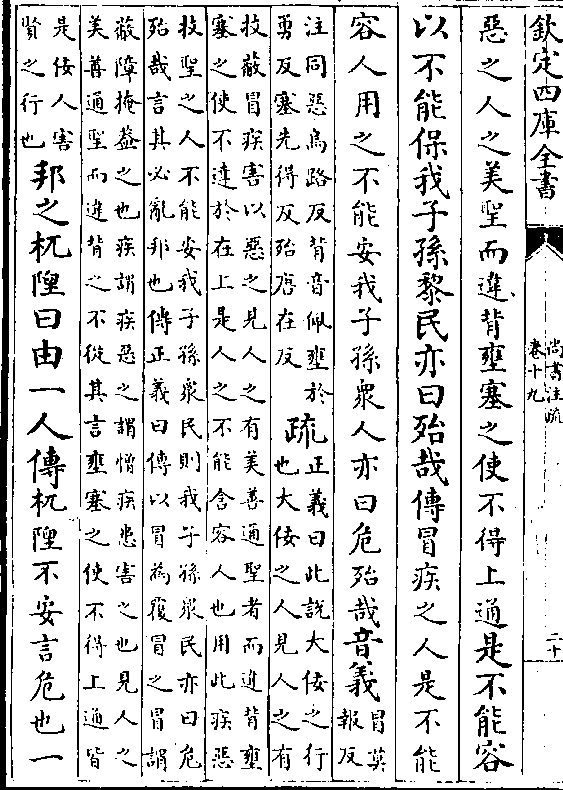 欽定四庫全書
尚書注疏
卷十九
二十
惡之人之美聖而違背壅塞之使不得上通是不能容
以不能保我子孫黎民亦曰殆哉傳冒疾之人是不能
容人用之不能安我子孫衆人亦曰危殆哉音義
冒莫
報反
注同惡烏路反背音佩壅於
勇反塞先得反殆唐在反
疏
正義曰此說大佞之行
也大佞之人見人之有
技蔽冒疾害以惡之見人之有美善通聖者而違背壅
塞之使不達於在上是人之不能含容人也用此疾惡
技聖之人不能安我子孫衆民則我子孫衆民亦曰危
殆哉言其必亂邦也傳正義曰傳以冒為覆冒之冒謂
蔽障掩葢之也疾謂疾惡之謂憎疾患害之也見人之
美善通聖而違背之不從其言壅塞之使不得上通皆
是佞人害
賢之行也
邦之杌隉曰由一人傳杌隉不安言危也一